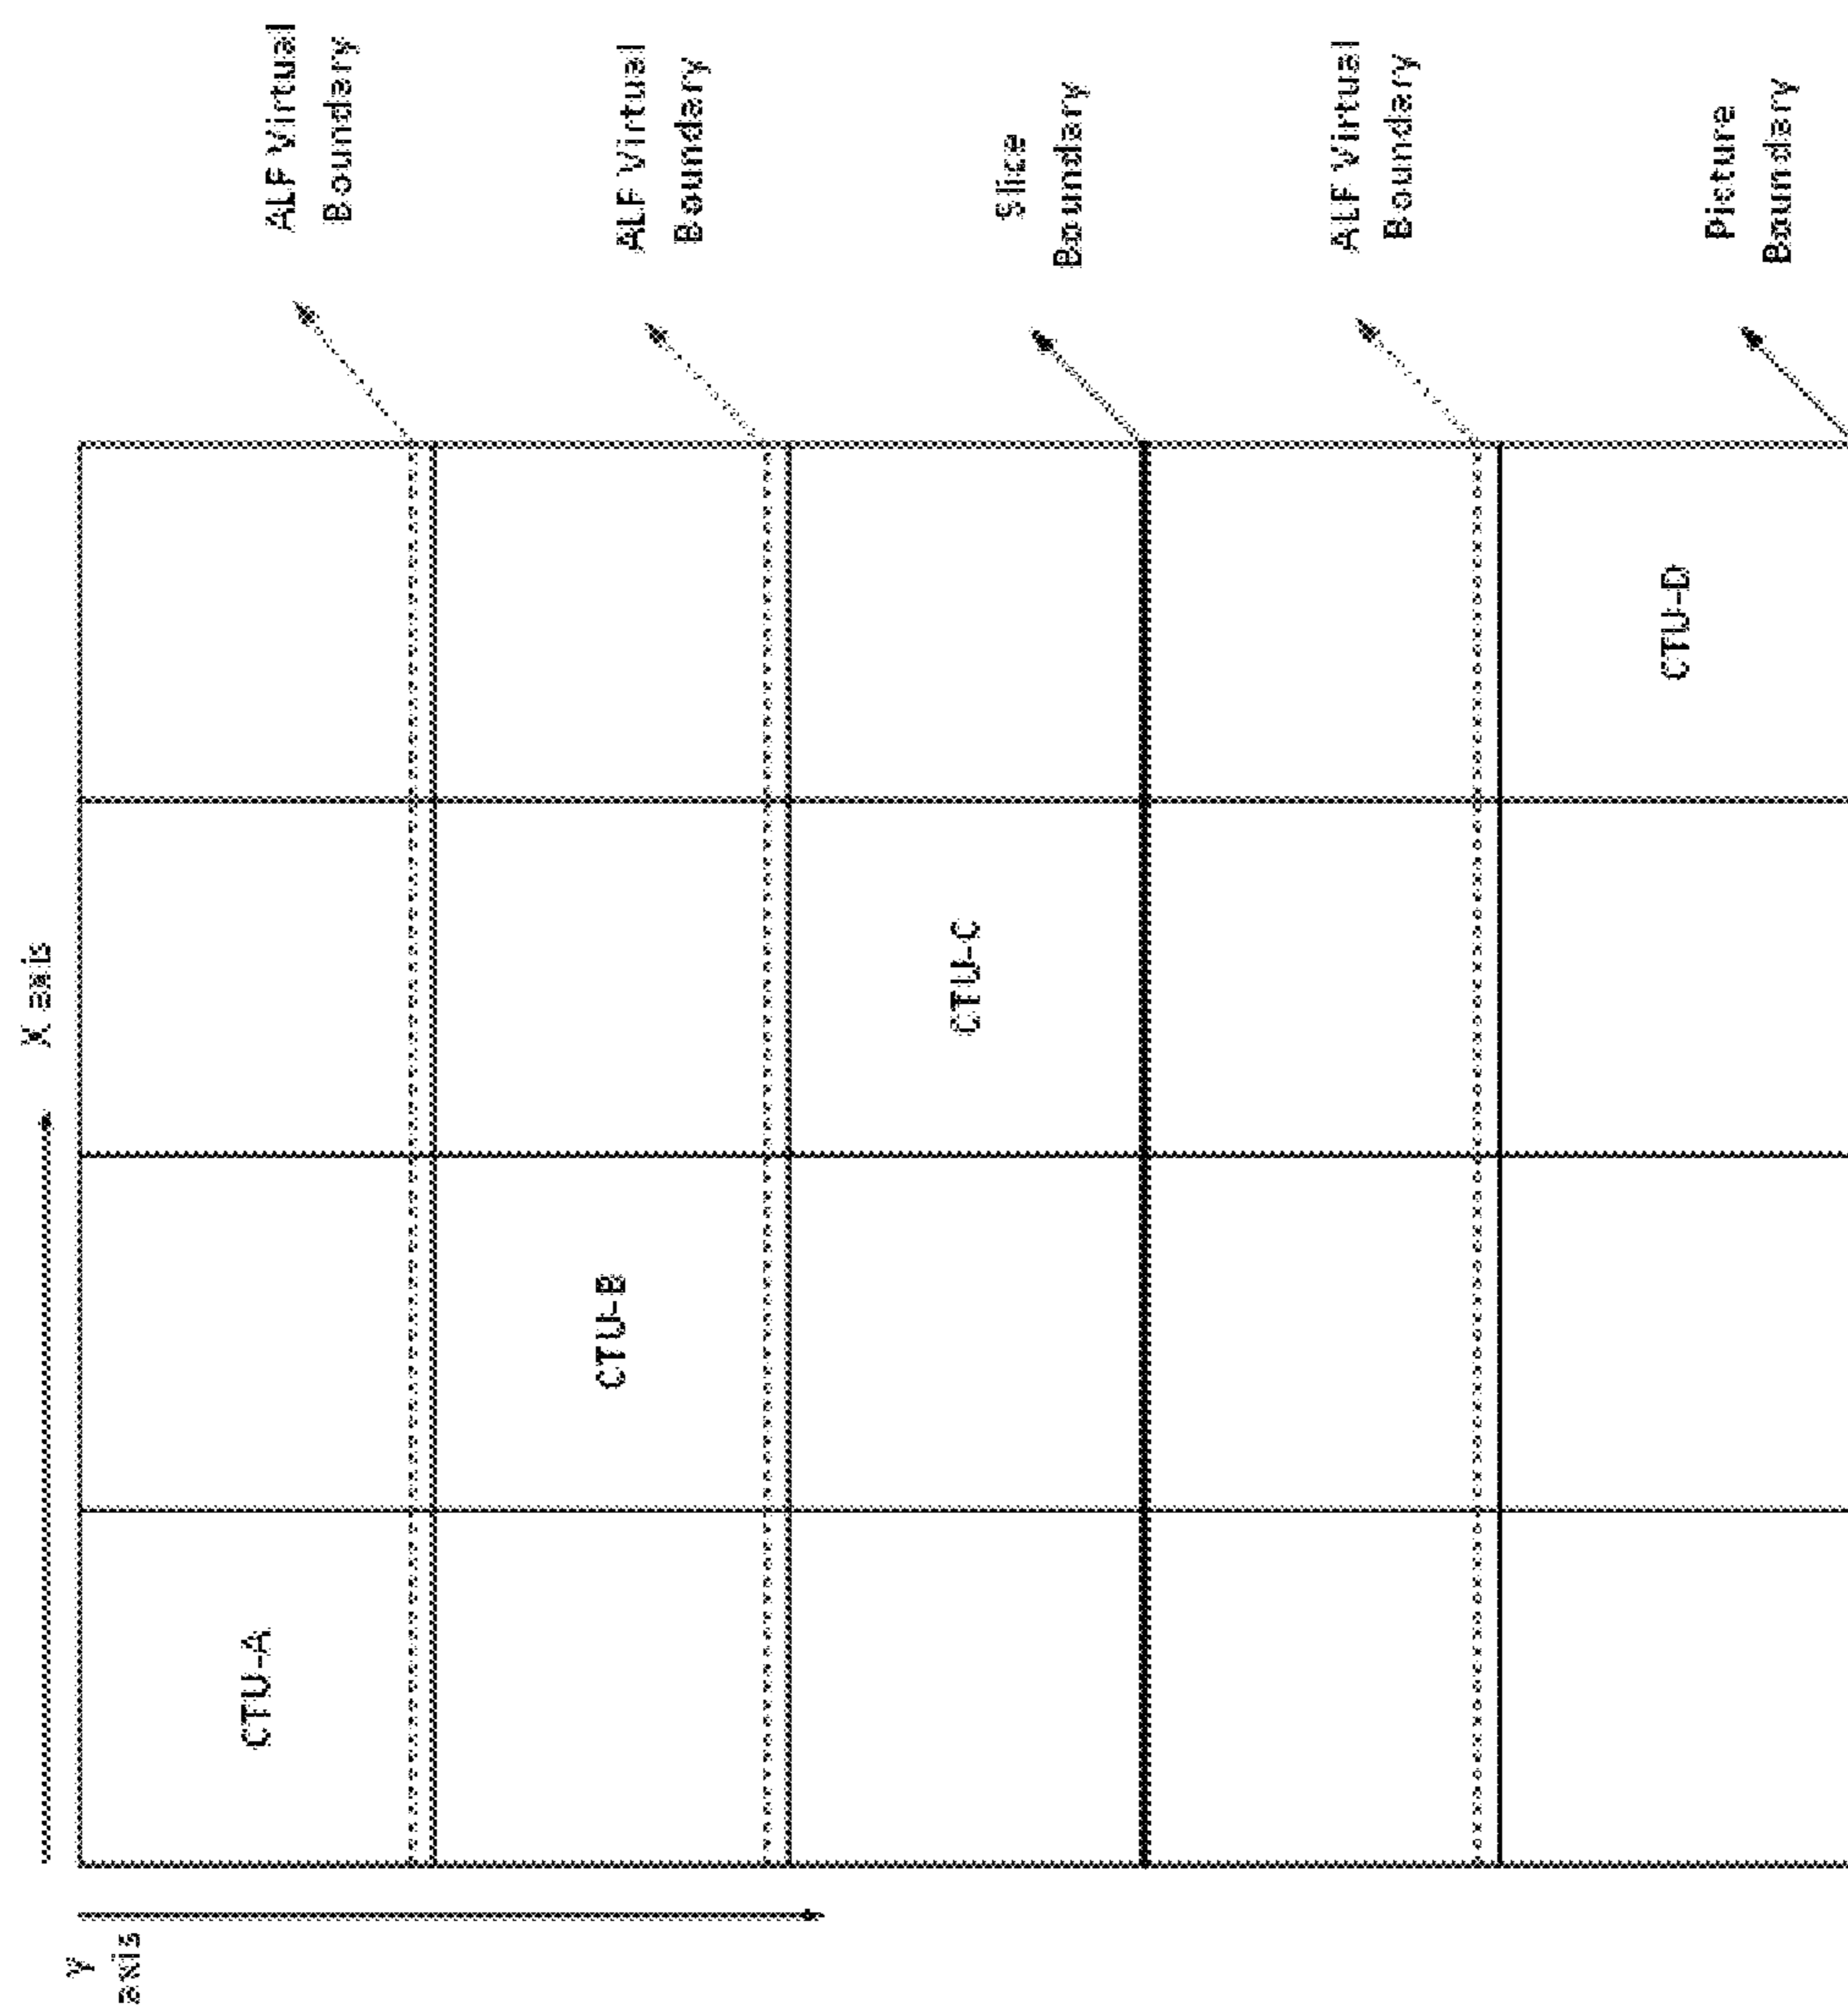 X axis
Y
axis
CTU-A
ALF Virtual
Boundary
CTU-B
ALF Virtual
Boundary
CTU-C
Slice
Boundary
ALF Virtual
Boundary
CTU-D
Picture
Boundary